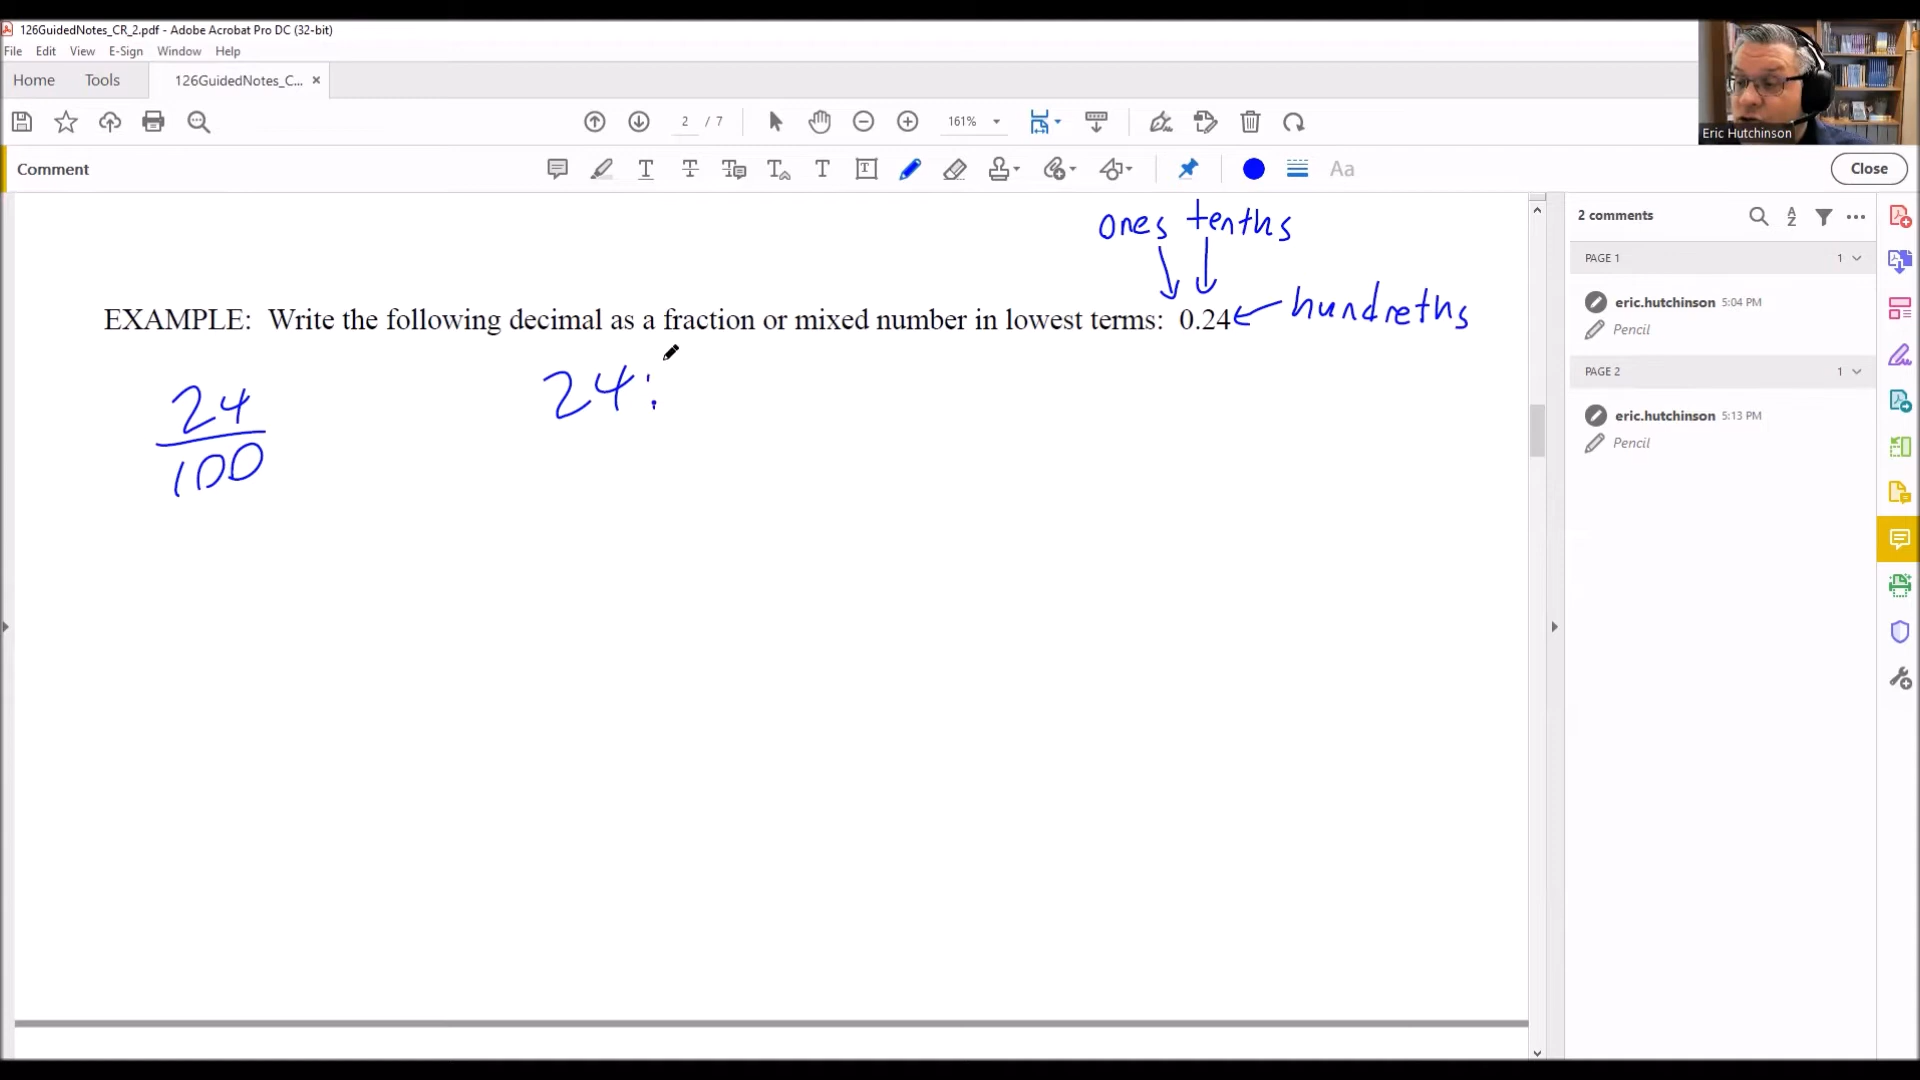 126GuidedNotes_CR_2.pdf - Adobe Acrobat Pro DC (32-bit)
File Edit View E-Sign Window Help
Home Tools 126GuidedNotes_C... ×
2 / 7 161%
Eric Hutchinson
Comment
Aa
Close
2 comments
PAGE 1 1
eric.hutchinson 5:04 PM
Pencil
PAGE 2 1
eric.hutchinson 5:13 PM
Pencil
ones tenths
EXAMPLE: Write the following decimal as a fraction or mixed number in lowest terms: 0.24 hundreths
24
100
24: